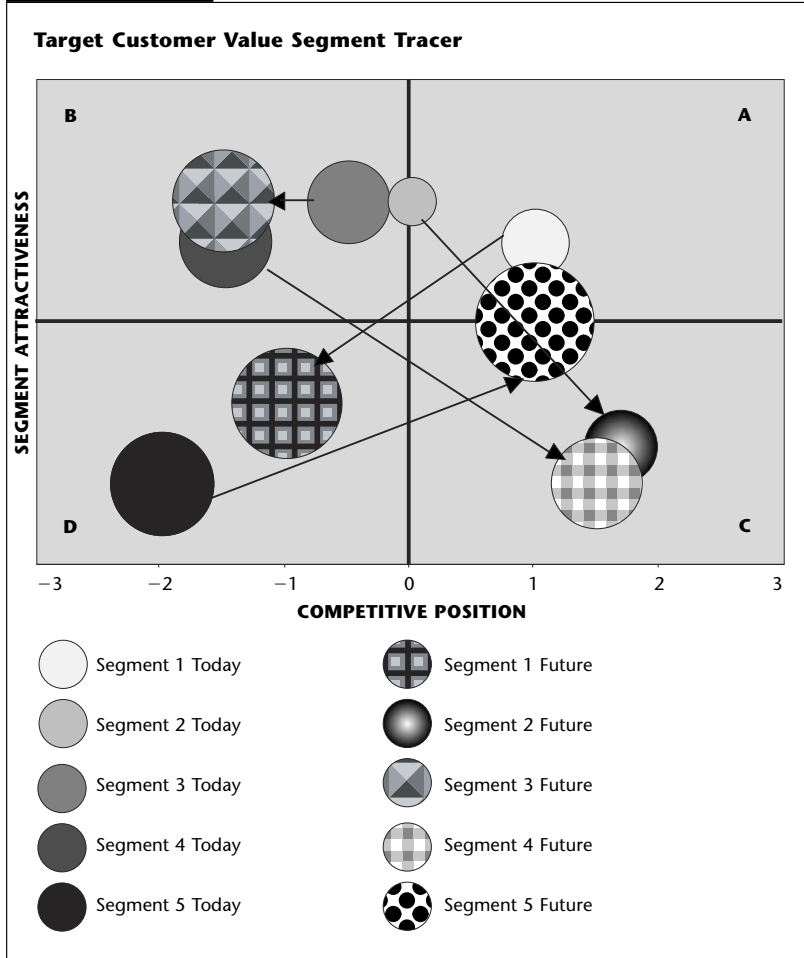 Target Customer Value Segment Tracer
B
A
SEGMENT ATTRACTIVENESS
D
C
−3 −2 −1 0 1 2 3
COMPETITIVE POSITION
Segment 1 Today
Segment 1 Future
Segment 2 Today
Segment 2 Future
Segment 3 Today
Segment 3 Future
Segment 4 Today
Segment 4 Future
Segment 5 Today
Segment 5 Future